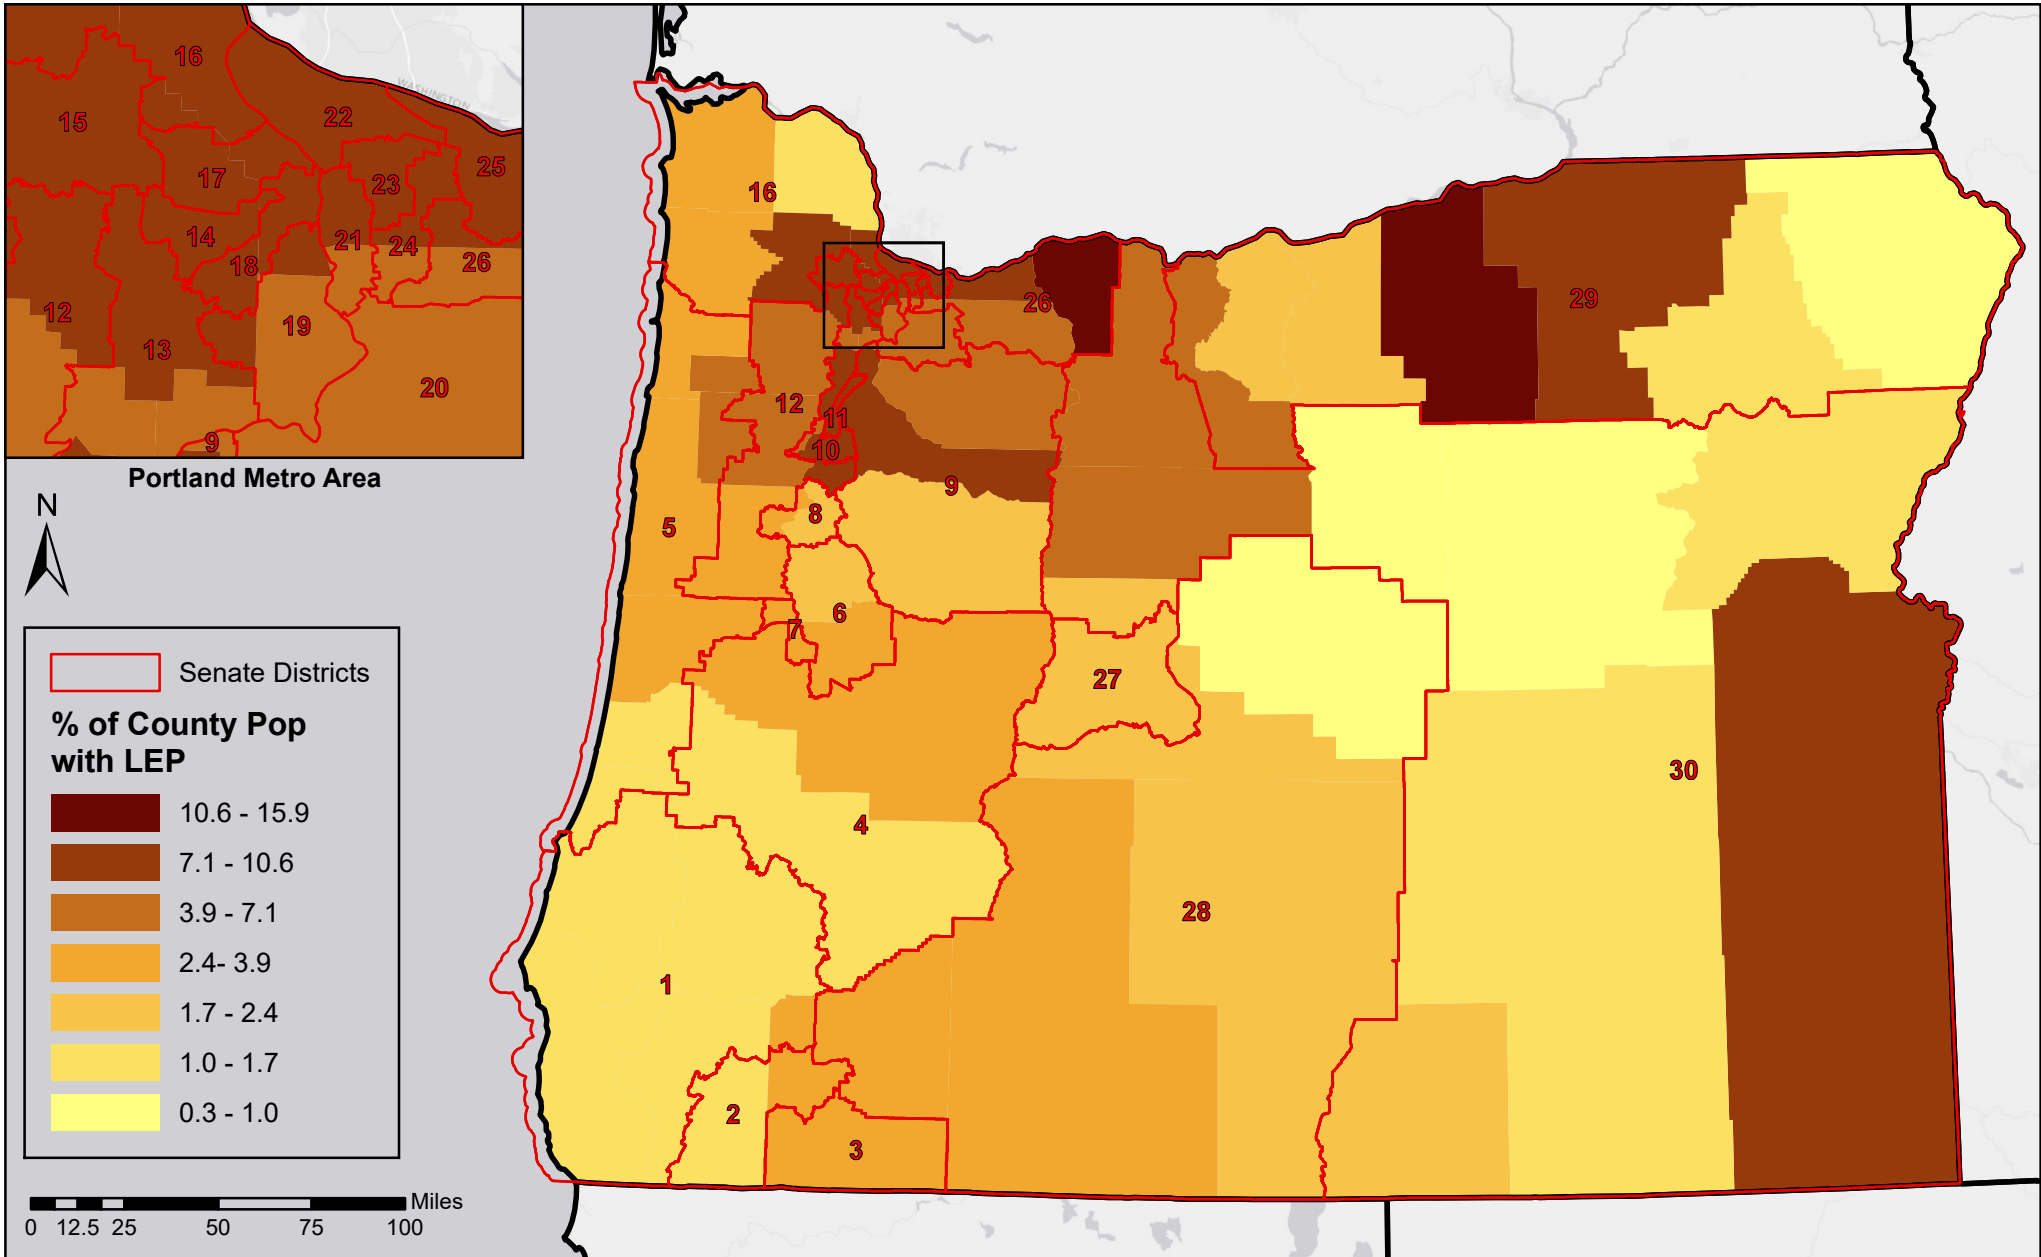 16
15
22
WASHINGTON
17
23
25
14
21
24
18
26
12
19
13
20
9
Portland Metro Area
N
Senate Districts
% of County Pop
with LEP
10.6 - 15.9
7.1 - 10.6
3.9 - 7.1
2.4- 3.9
1.7 - 2.4
1.0 - 1.7
0.3 - 1.0
Miles
0 12.5 25 50 75 100
16
26
29
12
11
10
9
8
5
6
7
27
30
4
28
1
2
3